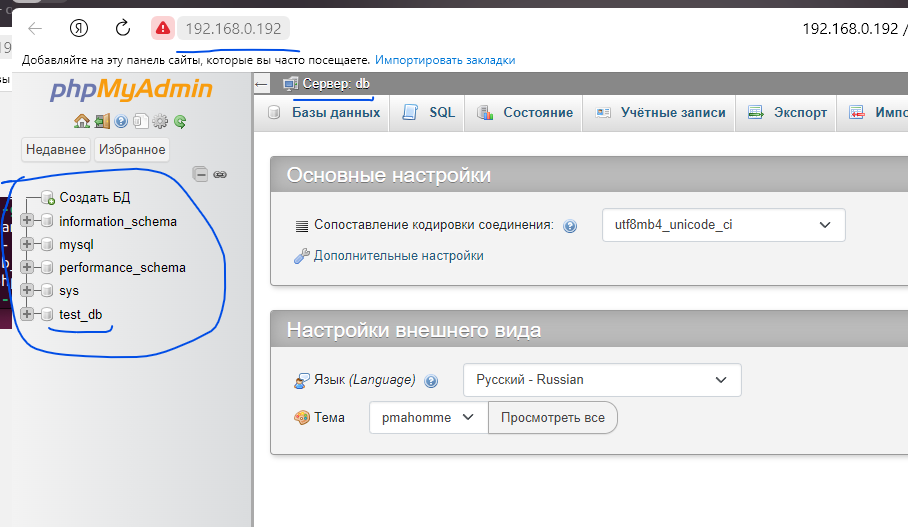 192.168.0.192
192.168.0.192 /
Добавляйте на эту панель сайты, которые вы часто посещаете. Импортировать закладки
phpMyAdmin
Недавнее Избранное
Создать БД
information_schema
mysql
performance_schema
sys
test_db
Сервер: db
Базы данных SQL Состояние Учётные записи Экспорт Импо
Основные настройки
Сопоставление кодировки соединения: utf8mb4_unicode_ci
Дополнительные настройки
Настройки внешнего вида
Язык (Language) Русский - Russian
Тема pmahomme Просмотреть все